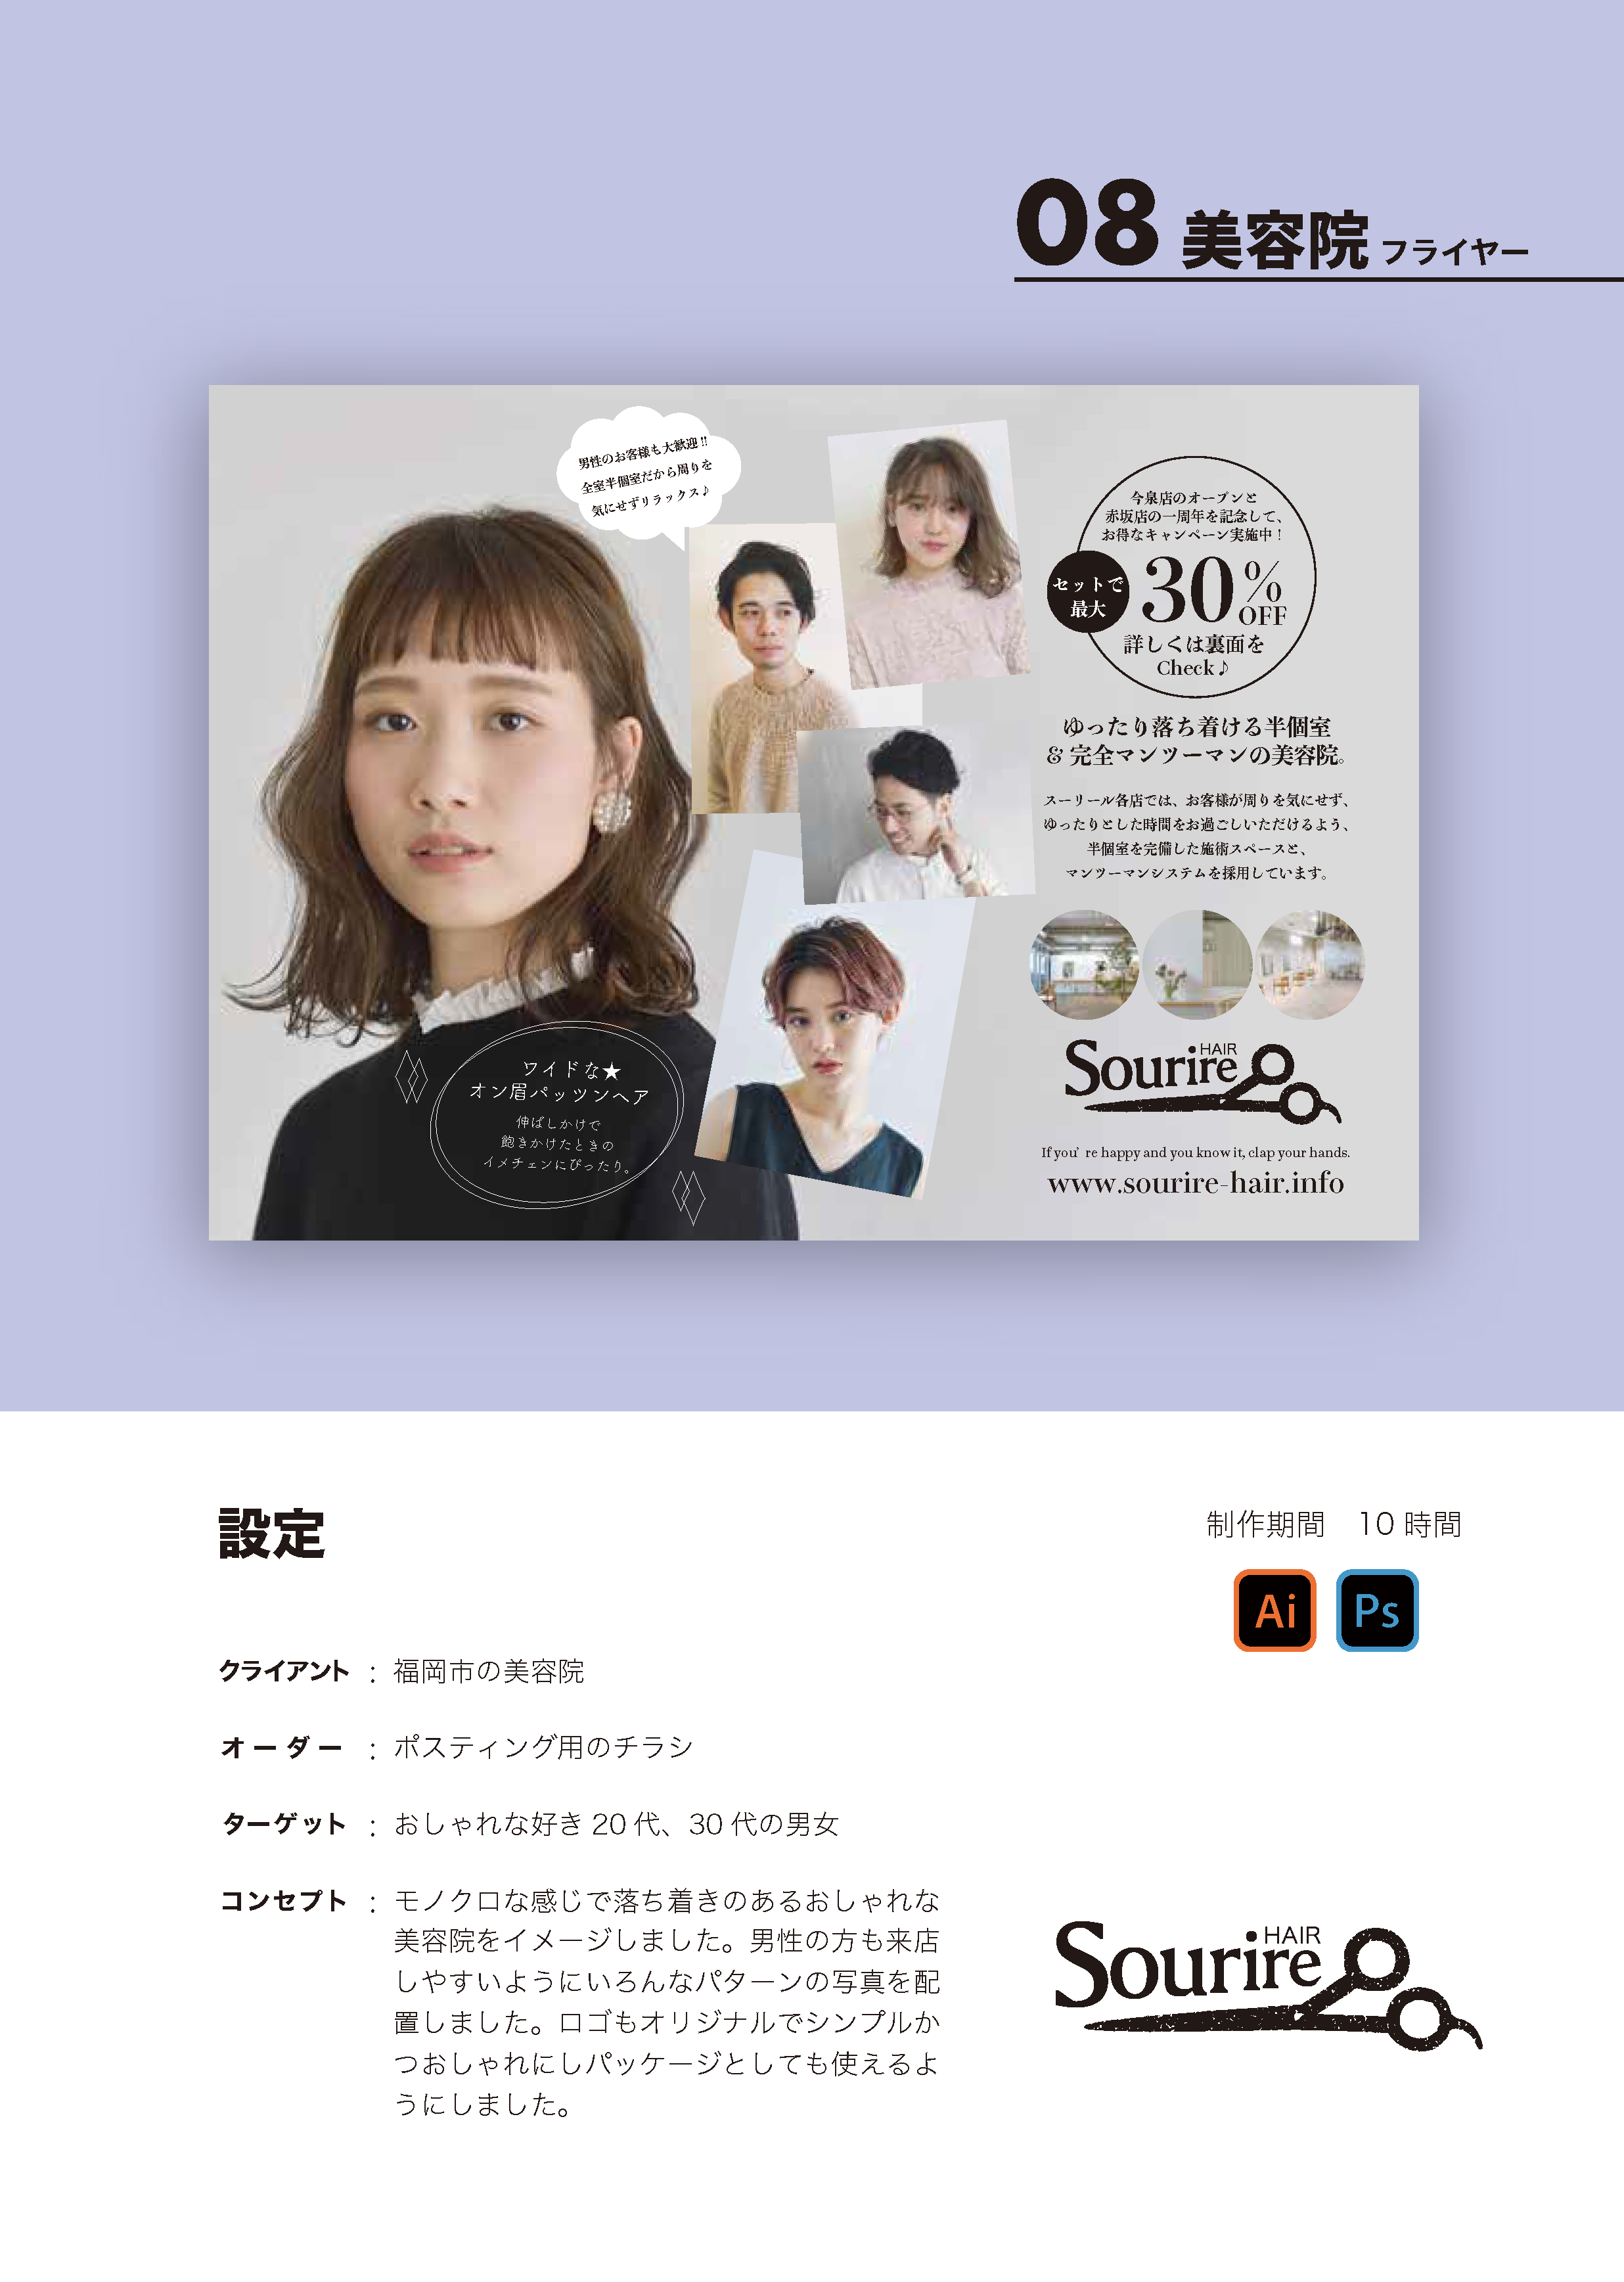 08 美容院 フライヤー
男性のお客様も大歓迎!!
全室半個室だから周りを
気にせずリラックス♪
今泉店のオープンと
赤坂店の一周年を記念して、
お得なキャンペーン実施中!
セットで
最大
30%
OFF
詳しくは裏面を
Check♪
ゆったり落ち着ける半個室
&完全マンツーマンの美容院。
スーリール各店では、お客様が周りを気にせず、
ゆったりとした時間をお過ごしいただけるよう、
半個室を完備した施術スペースと、
マンツーマンシステムを採用しています。
ワイドな★
オン眉パッツンヘア
伸ばしかけで
飽きかけたときの
イメチェンにぴったり。
Sourire HAIR
If you’re happy and you know it, clap your hands.
www.sourire-hair.info
設定
制作期間 10時間
Ai Ps
クライアント : 福岡市の美容院
オーダー : ポスティング用のチラシ
ターゲット : おしゃれな好き20代、30代の男女
コンセプト : モノクロな感じで落ち着きのあるおしゃれな
美容院をイメージしました。男性の方も来店
しやすいようにいろんなパターンの写真を配
置しました。ロゴもオリジナルでシンプルか
つおしゃれにしパッケージとしても使えるよ
うにしました。
Sourire HAIR